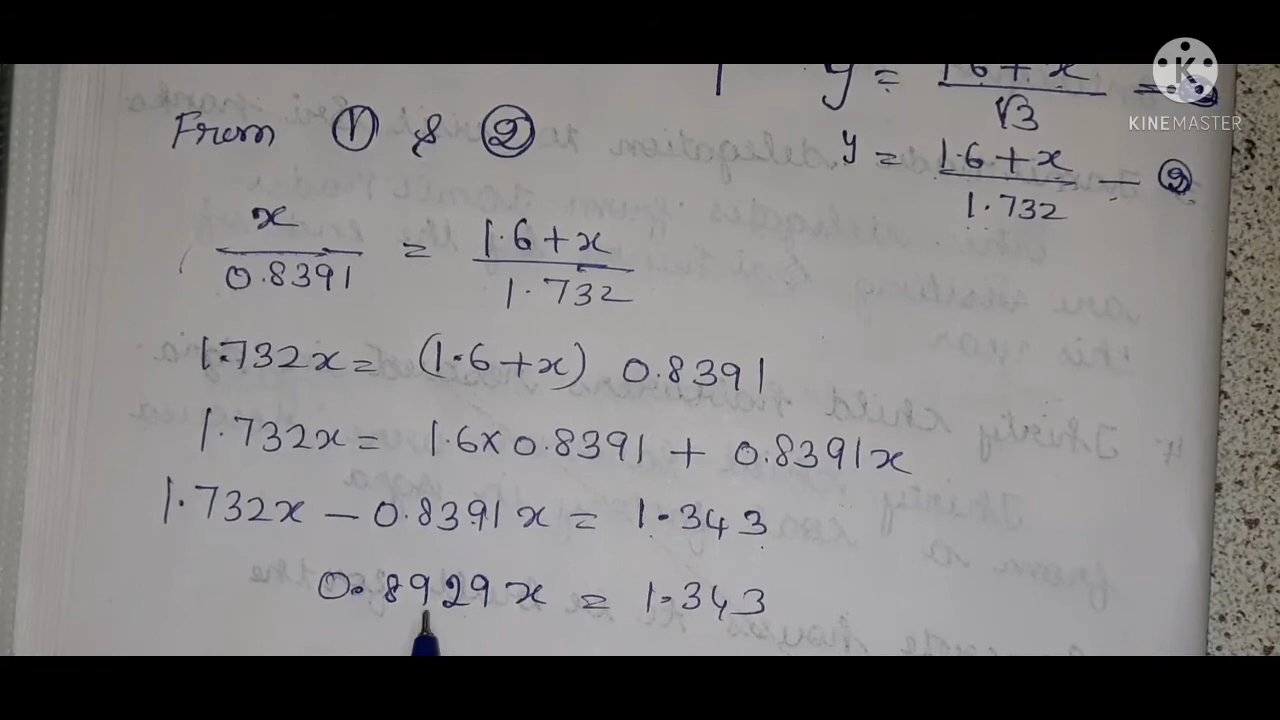 y = 1.6 + x / √3
From ① & ②
y = 1.6 + x / 1.732 — ②
x / 0.8391 = 1.6 + x / 1.732
1.732x = (1.6 + x) 0.8391
1.732x = 1.6 × 0.8391 + 0.8391x
1.732x – 0.8391x = 1.343
0.8929x = 1.343
KINEMASTER